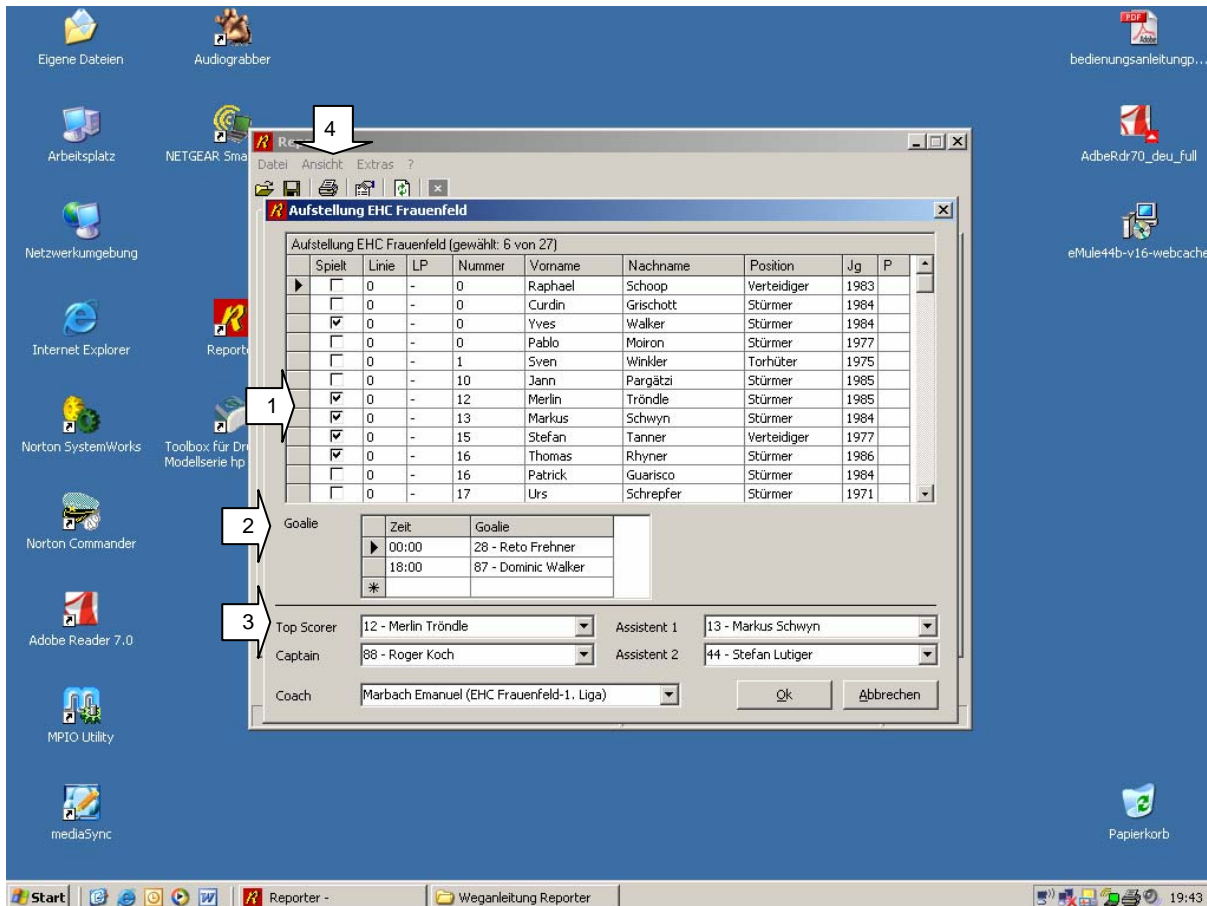 Eigene Dateien
Audiograbber
PDF
Adobe
bedienungsanleitungp...
Arbeitsplatz
NETGEAR Sma
AdbeRdr70_deu_full
Netzwerkumgebung
eMule44b-v16-webcache
Internet Explorer
Reporte
Norton SystemWorks
Toolbox für Dru
Modellserie hp
Norton Commander
Adobe Reader 7.0
MPIO Utility
mediaSync
Papierkorb
4
Datei Ansicht Extras ?
Aufstellung EHC Frauenfeld
Aufstellung EHC Frauenfeld (gewählt: 6 von 27)
Spielt Linie LP Nummer Vorname Nachname Position Jg P
0 - 0 Raphael Schoop Verteidiger 1983
0 - 0 Curdin Grischott Stürmer 1984
0 - 0 Yves Walker Stürmer 1984
0 - 0 Pablo Moiron Stürmer 1977
0 - 1 Sven Winkler Torhüter 1975
0 - 10 Jann Pargätzi Stürmer 1985
1
0 - 12 Merlin Tröndle Stürmer 1985
0 - 13 Markus Schwyn Stürmer 1984
0 - 15 Stefan Tanner Verteidiger 1977
0 - 16 Thomas Rhyner Stürmer 1986
0 - 16 Patrick Guarisco Stürmer 1984
0 - 17 Urs Schrepfer Stürmer 1971
2
Goalie
Zeit Goalie
00:00 28 - Reto Frehner
18:00 87 - Dominic Walker
3
Top Scorer 12 - Merlin Tröndle Assistent 1 13 - Markus Schwyn
Captain 88 - Roger Koch Assistent 2 44 - Stefan Lutiger
Coach Marbach Emanuel (EHC Frauenfeld-1. Liga) Ok Abbrechen
Start Reporter - Weganleitung Reporter 19:43